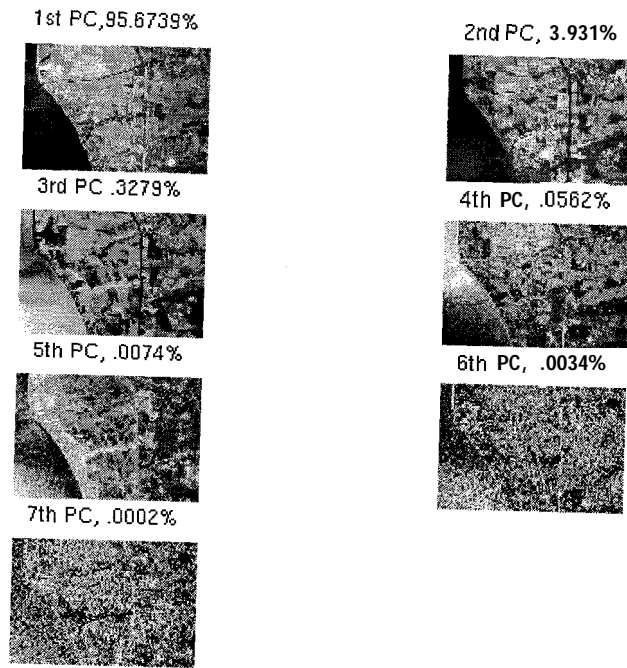 1st PC,95.6739%
2nd PC, 3.931%
3rd PC .3279%
4th PC, .0562%
5th PC, .0074%
6th PC, .0034%
7th PC, .0002%